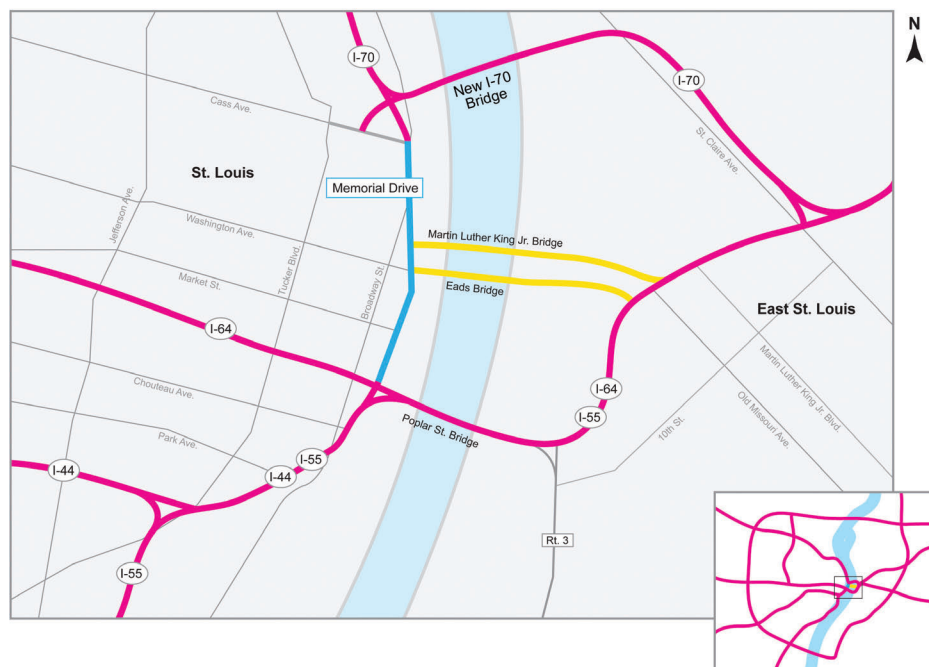 N
I-70
New I-70
Bridge
I-70
Cass Ave.
St. Claire Ave.
St. Louis
Memorial Drive
Jefferson Ave.
Washington Ave.
Martin Luther King Jr. Bridge
Tucker Blvd.
Broadway St.
Market St.
Eads Bridge
East St. Louis
I-64
Martin Luther King Jr. Blvd.
Chouteau Ave.
I-64
Old Missouri Ave.
I-55
Poplar St. Bridge
10th St.
Park Ave.
I-55
I-44
I-44
Rt. 3
I-55